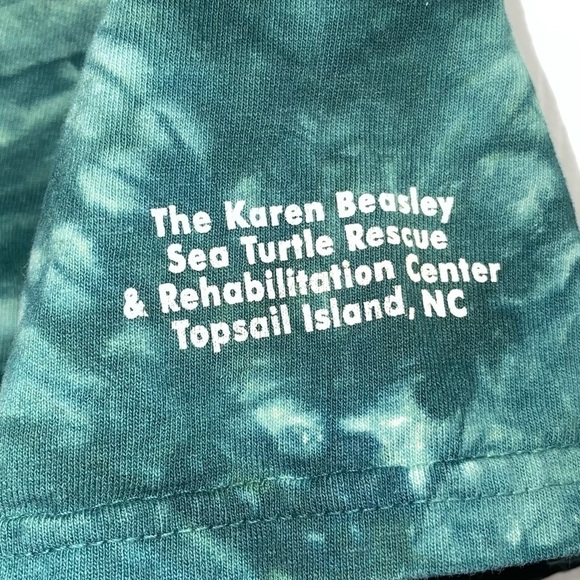 The Karen Beasley
Sea Turtle Rescue
& Rehabilitation Center
Topsail Island, NC